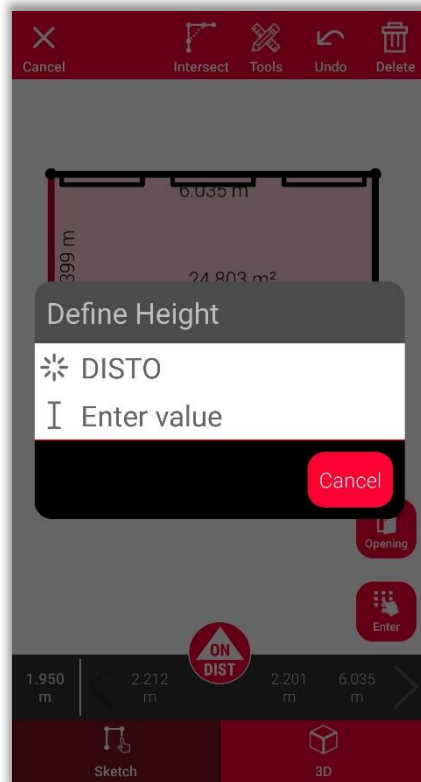 Cancel
Intersect
Tools
Undo
Delete
6.035 m
399 m
24.803 m²
Define Height
DISTO
Enter value
Cancel
Opening
Enter
ON
DIST
1.950
m
2.212
m
2.201
m
6.035
m
Sketch
3D